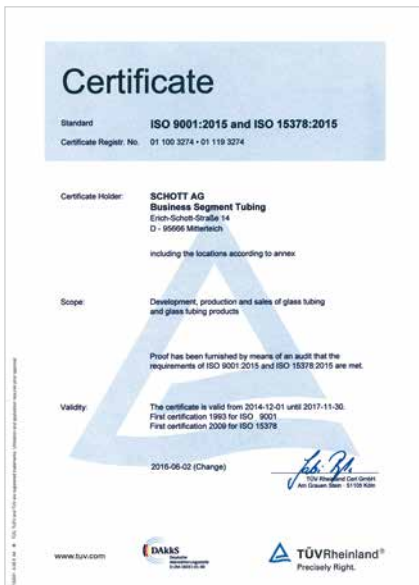 Certificate
Standard ISO 9001:2015 and ISO 15378:2015
Certificate Registr. No. 01 100 3274 • 01 119 3274
Certificate Holder: SCHOTT AG
Business Segment Tubing
Erich-Schott-Straße 14
D - 95666 Mitterteich
including the locations according to annex
Scope: Development, production and sales of glass tubing
and glass tubing products
Proof has been furnished by means of an audit that the
requirements of ISO 9001:2015 and ISO 15378:2015 are met.
Validity: The certificate is valid from 2014-12-01 until 2017-11-30.
First certification 1993 for ISO 9001
First certification 2009 for ISO 15378
2016-06-02 (Change)
TÜV Rheinland Cert GmbH
Am Grauen Stein · 51105 Köln
www.tuv.com
DAkkS
Deutsche
Akkreditierungsstelle
TÜVRheinland®
Precisely Right.